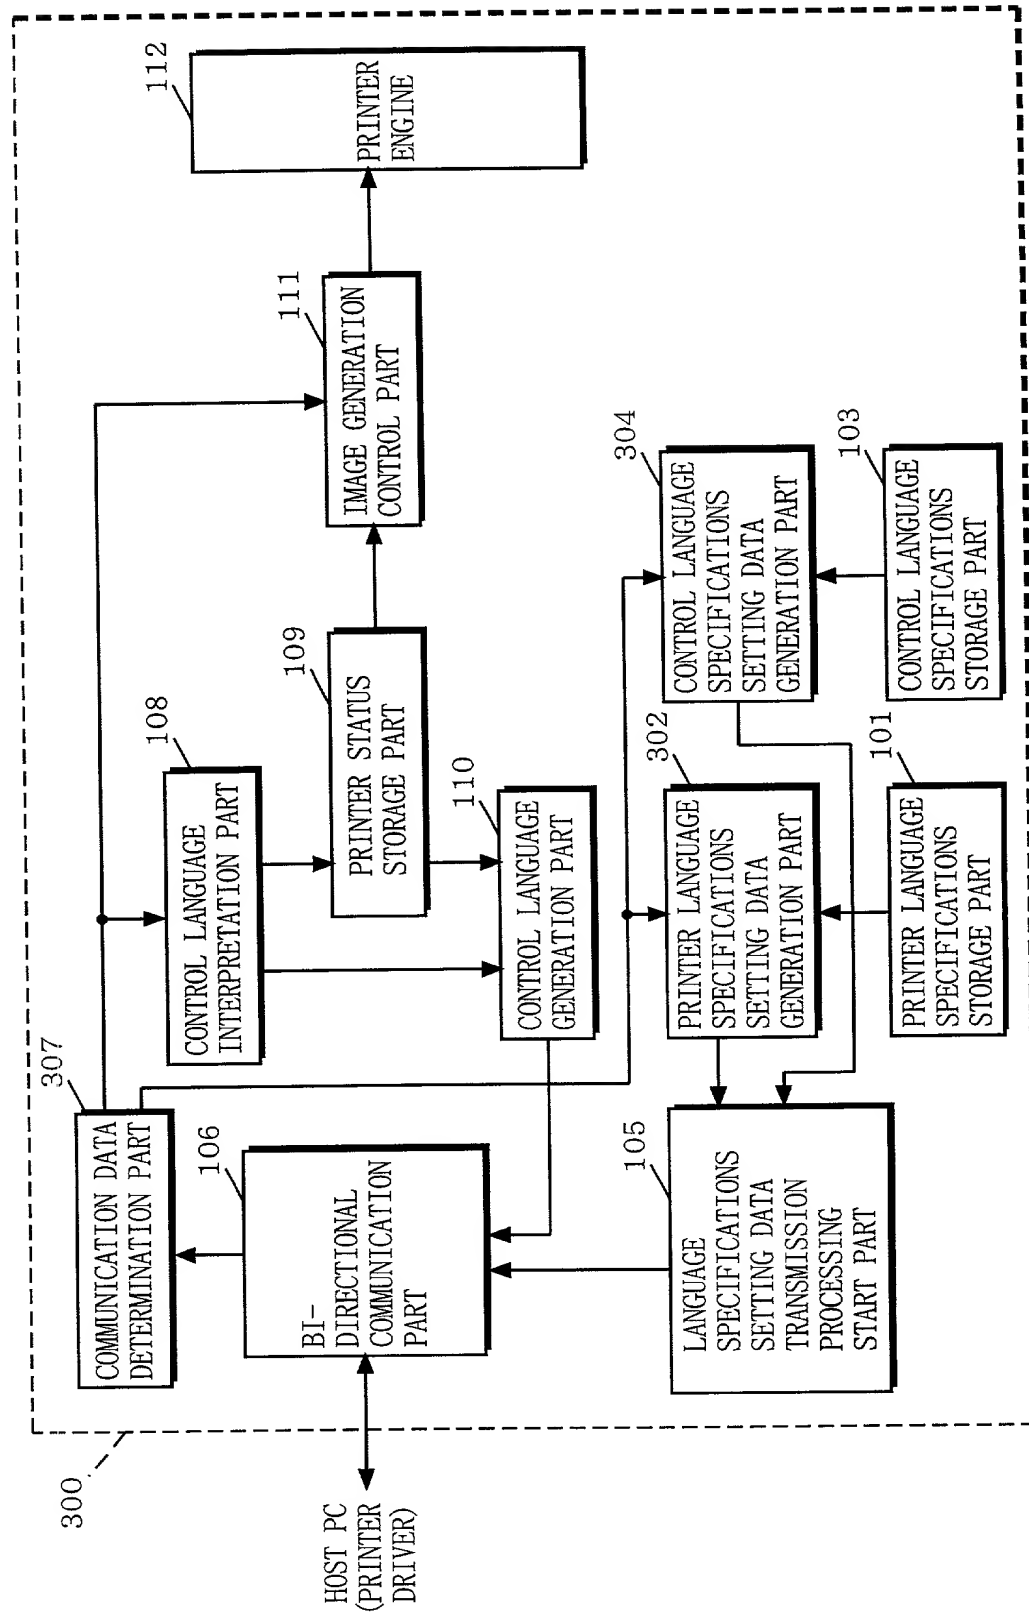 300
HOST PC
(PRINTER
DRIVER)
307
COMMUNICATION DATA
DETERMINATION PART
106
BI-
DIRECTIONAL
COMMUNICATION
PART
105
LANGUAGE
SPECIFICATIONS
SETTING DATA
TRANSMISSION
PROCESSING
START PART
108
CONTROL LANGUAGE
INTERPRETATION PART
109
PRINTER STATUS
STORAGE PART
110
CONTROL LANGUAGE
GENERATION PART
302
PRINTER LANGUAGE
SPECIFICATIONS
SETTING DATA
GENERATION PART
101
PRINTER LANGUAGE
SPECIFICATIONS
STORAGE PART
304
CONTROL LANGUAGE
SPECIFICATIONS
SETTING DATA
GENERATION PART
103
CONTROL LANGUAGE
SPECIFICATIONS
STORAGE PART
111
IMAGE GENERATION
CONTROL PART
112
PRINTER
ENGINE